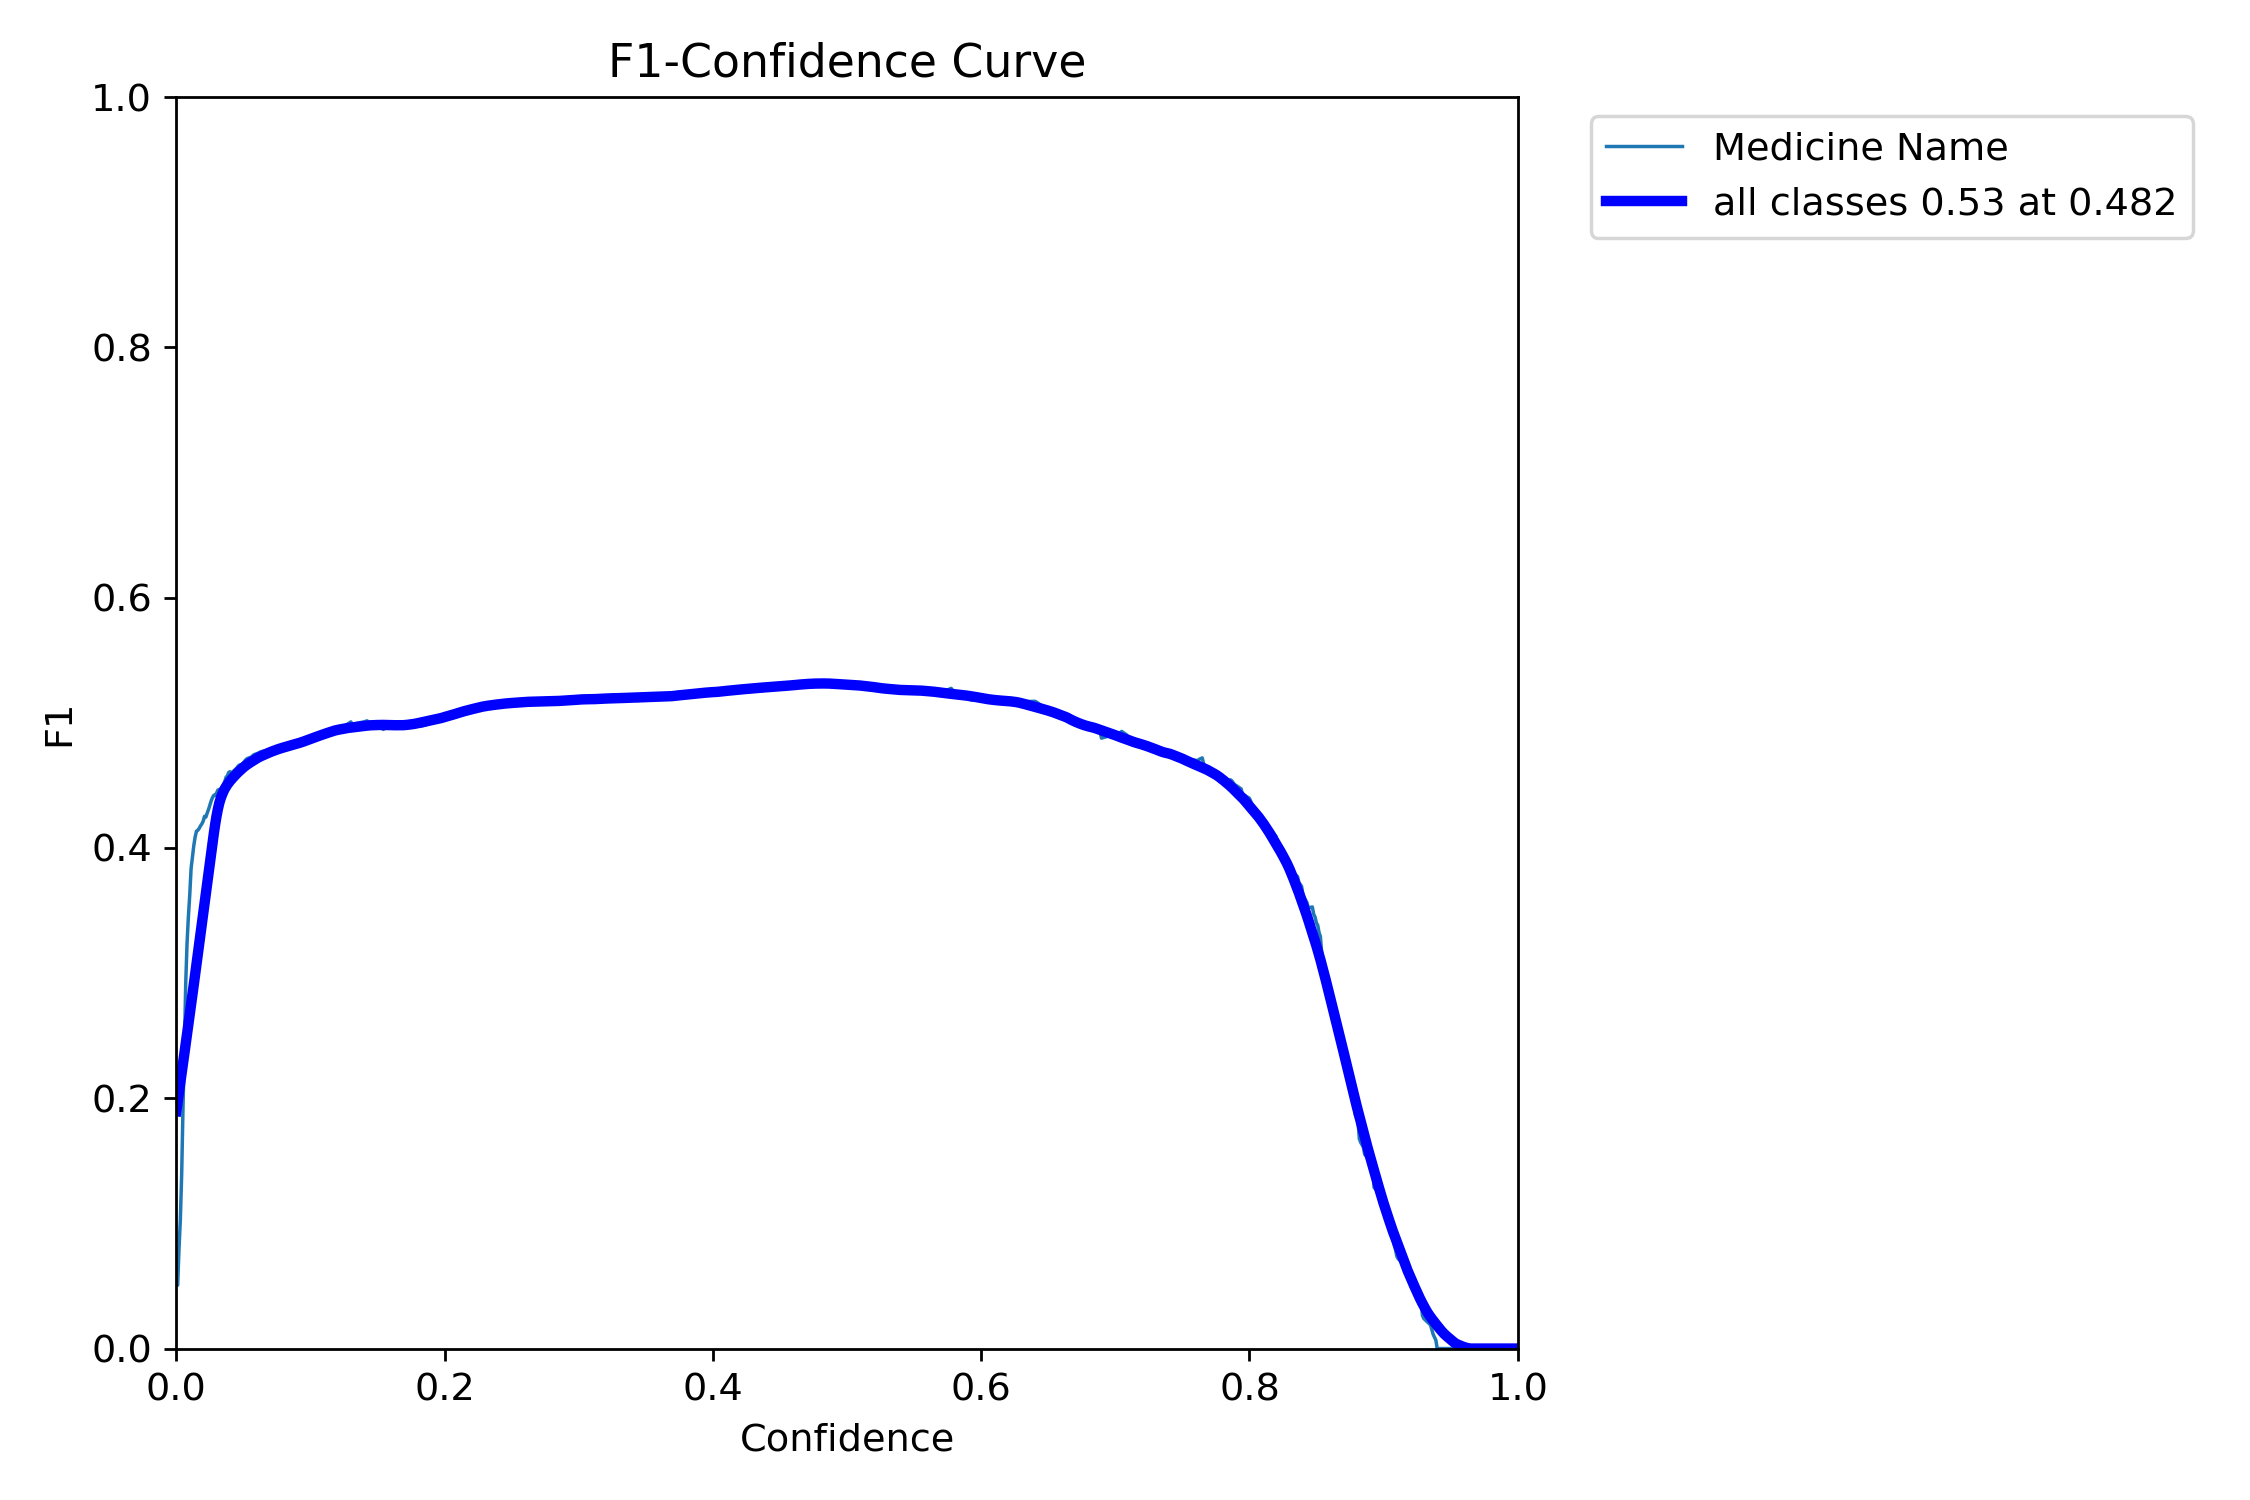 F1-Confidence Curve
1.0
0.8
0.6
0.4
0.2
0.0
F1
0.0 0.2 0.4 0.6 0.8 1.0
Confidence
Medicine Name
all classes 0.53 at 0.482